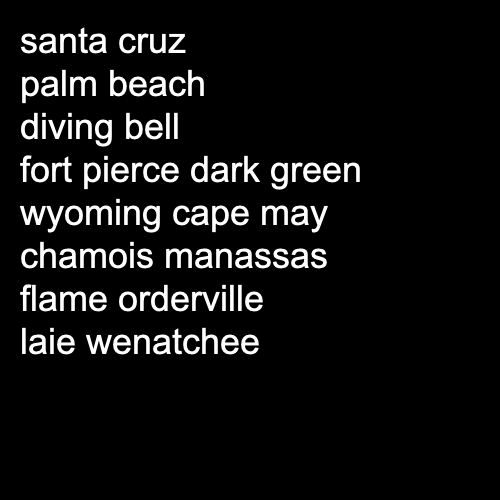 santa cruz
palm beach
diving bell
fort pierce dark green
wyoming cape may
chamois manassas
flame orderville
laie wenatchee